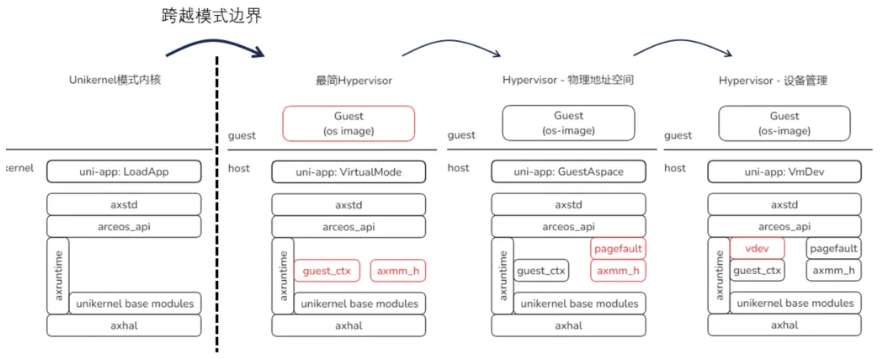 跨越模式边界
Unikernel模式内核
kernel
uni-app: LoadApp
axstd
arceos_api
axruntime
unikernel base modules
axhal
最简Hypervisor
Guest
(os image)
guest
host
uni-app: VirtualMode
axstd
arceos_api
axruntime
guest_ctx
axmm_h
unikernel base modules
axhal
Hypervisor - 物理地址空间
Guest
(os-image)
guest
host
uni-app: GuestAspace
axstd
arceos_api
axruntime
pagefault
guest_ctx
axmm_h
unikernel base modules
axhal
Hypervisor - 设备管理
Guest
(os-image)
guest
host
uni-app: VmDev
axstd
arceos_api
axruntime
vdev
pagefault
guest_ctx
axmm_h
unikernel base modules
axhal